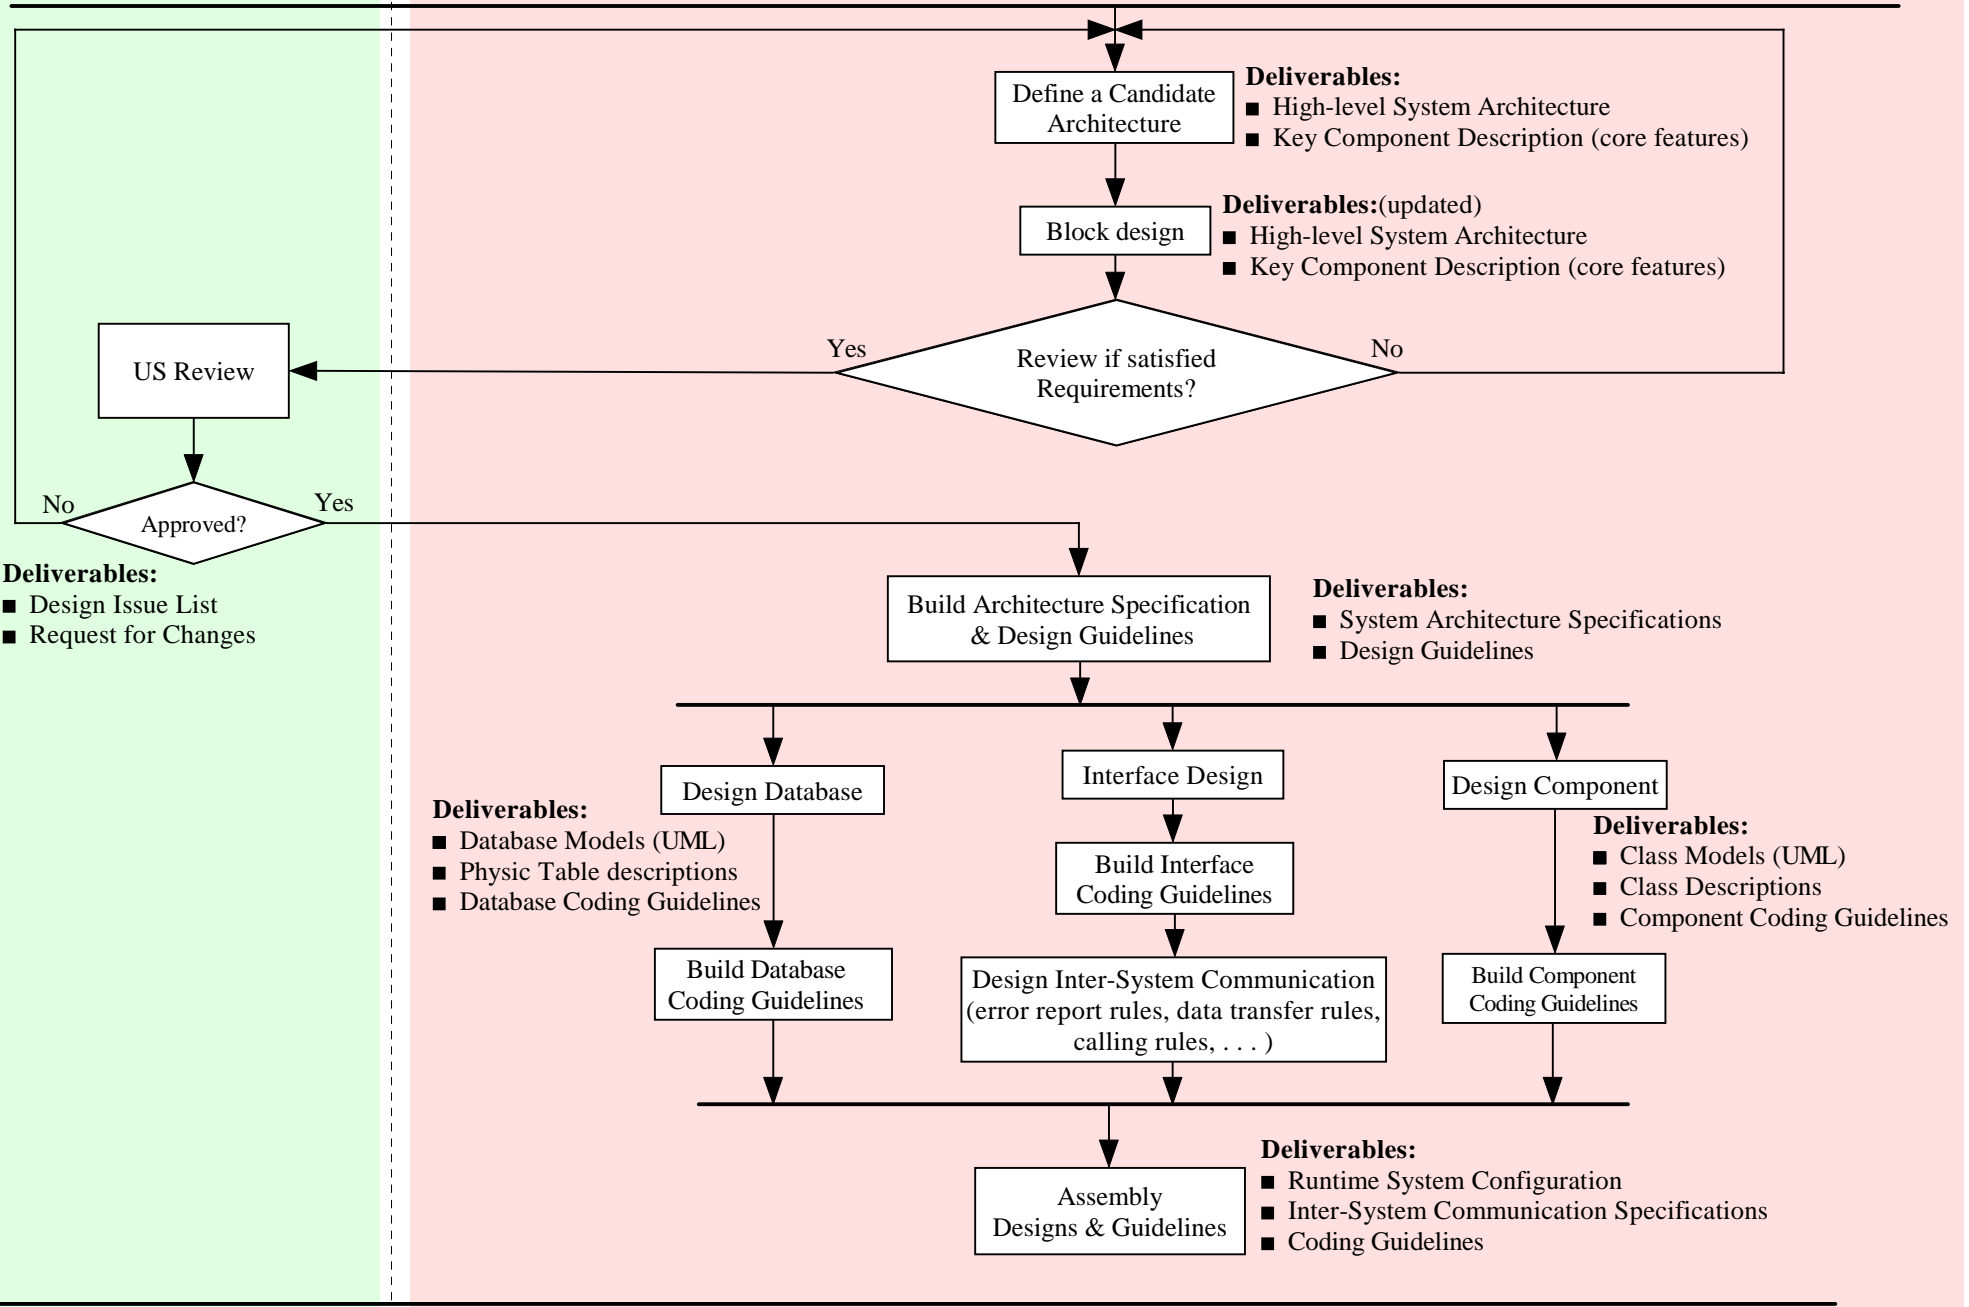 Define a Candidate
Architecture
Deliverables:
■ High-level System Architecture
■ Key Component Description (core features)
Block design
Deliverables:(updated)
■ High-level System Architecture
■ Key Component Description (core features)
US Review
Yes
Review if satisfied
Requirements?
No
No
Approved?
Yes
Deliverables:
■ Design Issue List
■ Request for Changes
Build Architecture Specification
& Design Guidelines
Deliverables:
■ System Architecture Specifications
■ Design Guidelines
Design Database
Deliverables:
■ Database Models (UML)
■ Physic Table descriptions
■ Database Coding Guidelines
Build Database
Coding Guidelines
Interface Design
Build Interface
Coding Guidelines
Design Inter-System Communication
(error report rules, data transfer rules,
calling rules, . . . )
Design Component
Deliverables:
■ Class Models (UML)
■ Class Descriptions
■ Component Coding Guidelines
Build Component
Coding Guidelines
Assembly
Designs & Guidelines
Deliverables:
■ Runtime System Configuration
■ Inter-System Communication Specifications
■ Coding Guidelines